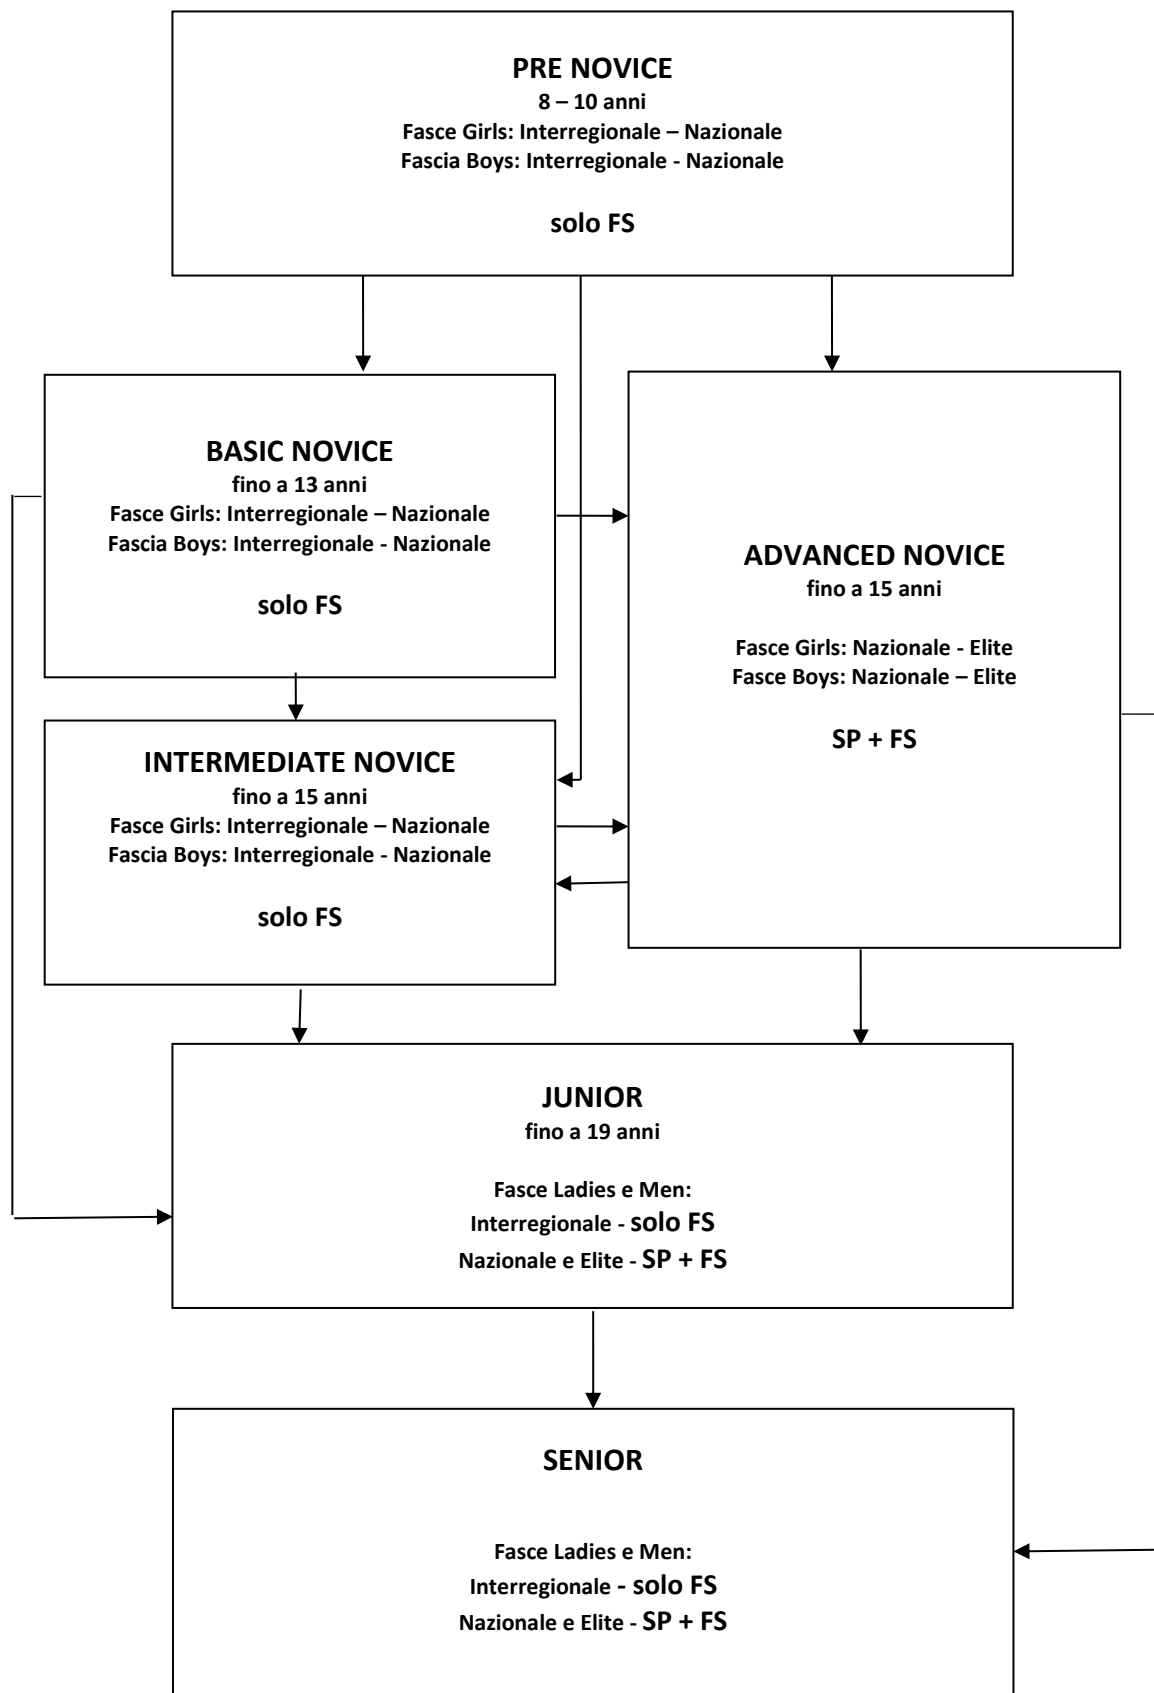 PRE NOVICE
8 – 10 anni
Fasce Girls: Interregionale – Nazionale
Fascia Boys: Interregionale - Nazionale
solo FS
BASIC NOVICE
fino a 13 anni
Fasce Girls: Interregionale – Nazionale
Fascia Boys: Interregionale - Nazionale
solo FS
ADVANCED NOVICE
fino a 15 anni
Fasce Girls: Nazionale - Elite
Fasce Boys: Nazionale – Elite
SP + FS
INTERMEDIATE NOVICE
fino a 15 anni
Fasce Girls: Interregionale – Nazionale
Fascia Boys: Interregionale - Nazionale
solo FS
JUNIOR
fino a 19 anni
Fasce Ladies e Men:
Interregionale - solo FS
Nazionale e Elite - SP + FS
SENIOR
Fasce Ladies e Men:
Interregionale - solo FS
Nazionale e Elite - SP + FS